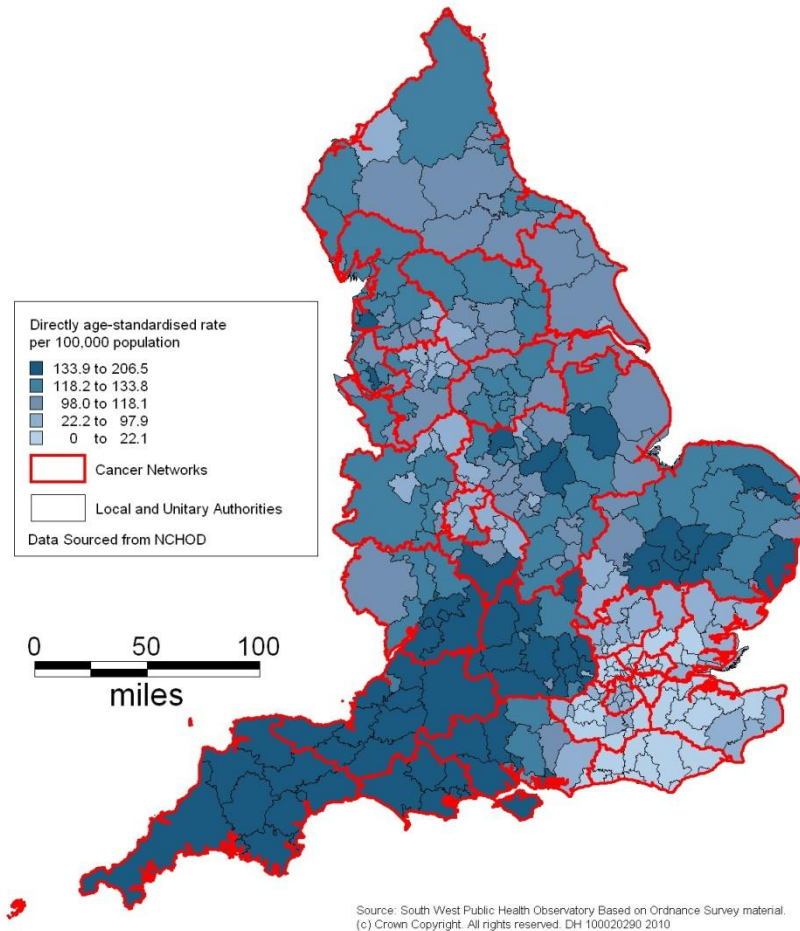 Directly age-standardised rate
per 100,000 population
133.9 to 206.5
118.2 to 133.8
98.0 to 118.1
22.2 to 97.9
0 to 22.1
Cancer Networks
Local and Unitary Authorities
Data Sourced from NCHOD
0 50 100
miles
Source: South West Public Health Observatory Based on Ordnance Survey material.
(c) Crown Copyright. All rights reserved. DH 100020290 2010